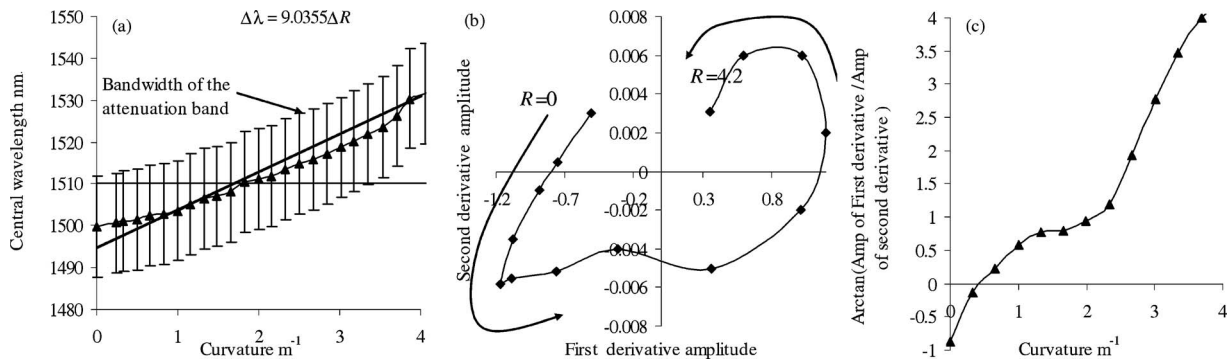 (a)
Δλ = 9.0355ΔR
Bandwidth of the
attenuation band
Central wavelength nm.
1550
1540
1530
1520
1510
1500
1490
1480
0
1
2
3
4
Curvature m-1
(b)
Second derivative amplitude
0.008
0.006
0.004
0.002
0
-0.002
-0.004
-0.006
-0.008
R=0
R=4.2
-1.2
-0.7
-0.2
0.3
0.8
First derivative amplitude
(c)
Arctan(Amp of First derivative /Amp
of second derivative )
4
3.5
3
2.5
2
1.5
1
0.5
0
-0.5
-1
0
1
2
3
4
Curvature m-1